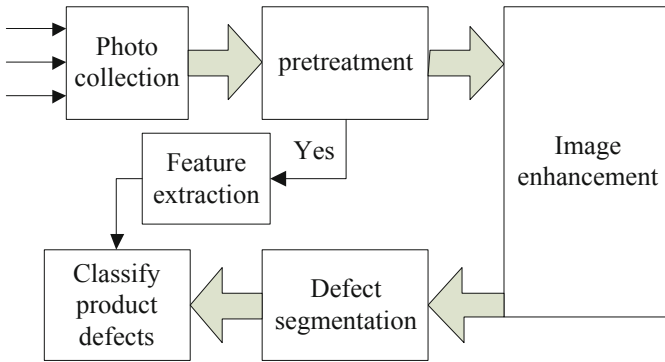 Photo
collection
pretreatment
Image
enhancement
Yes
Feature
extraction
Classify
product
defects
Defect
segmentation